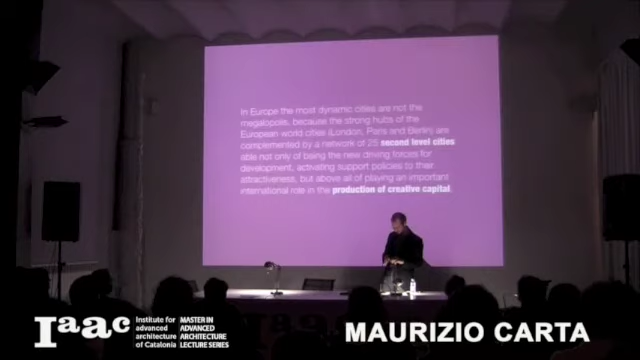 In Europe the most dynamic cities are not the
megalopolis, because the strong hubs of the
European world cities (London, Paris and Berlin) are
complemented by a network of 25 second level cities
able not only of being the new driving forces for
development, activating support policies to their
attractiveness, but above all of playing an important
international role in the production of creative capital
Iaac
Institute for
advanced
architecture
of Catalonia
MASTER IN
ADVANCED
ARCHITECTURE
LECTURE SERIES
MAURIZIO CARTA